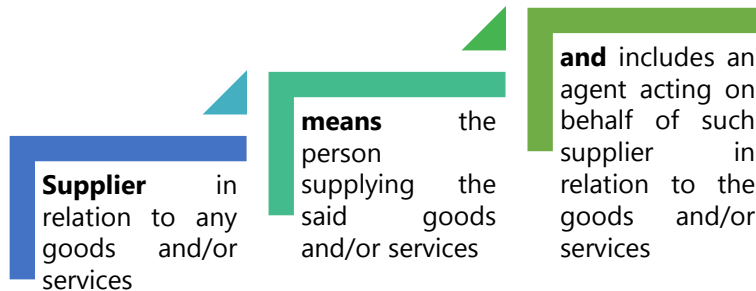 Supplier in
relation to any
goods and/or
services
means the
person
supplying the
said goods
and/or services
and includes an
agent acting on
behalf of such
supplier in
relation to the
goods and/or
services